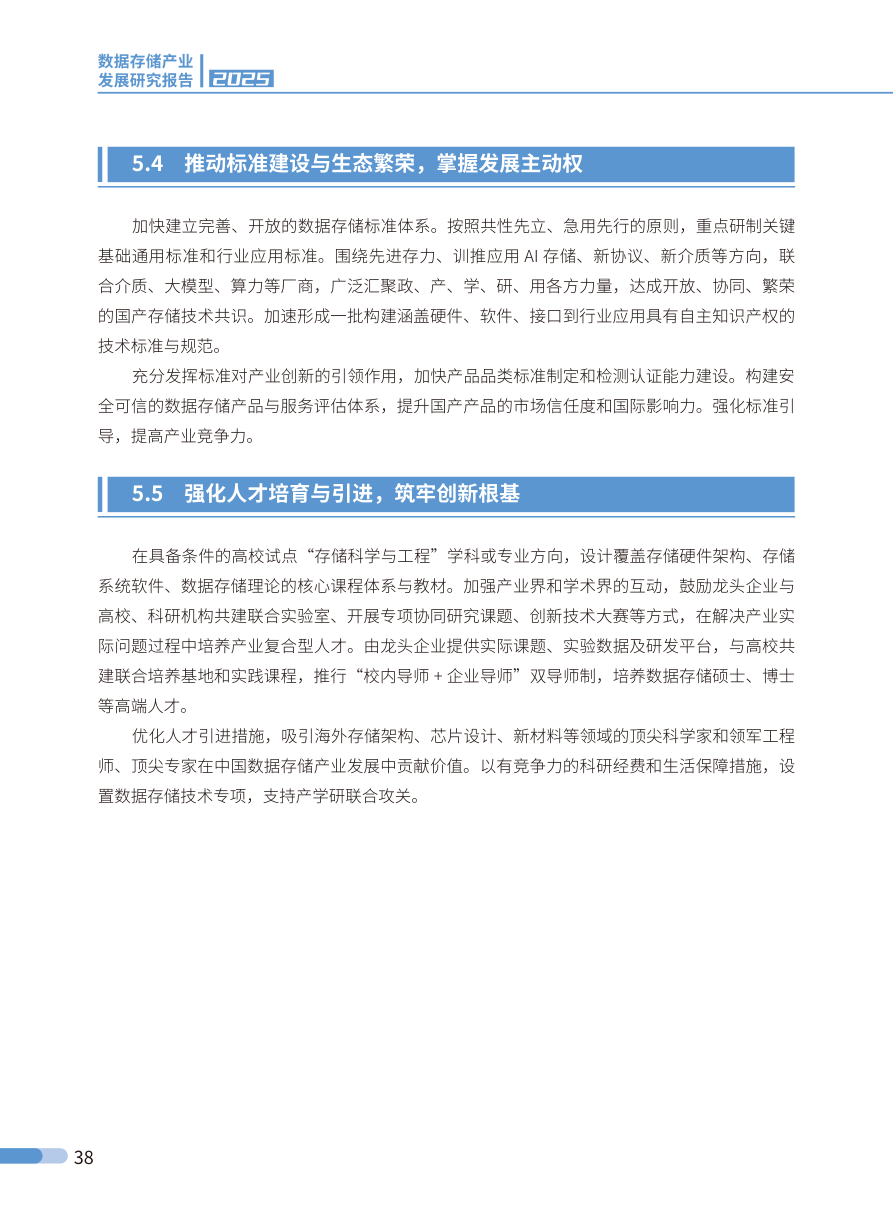 数据存储产业
发展研究报告 2025
5.4 推动标准建设与生态繁荣，掌握发展主动权
加快建立完善、开放的数据存储标准体系。按照共性先立、急用先行的原则，重点研制关键
基础通用标准和行业应用标准。围绕先进存力、训推应用 AI 存储、新协议、新介质等方向，联
合介质、大模型、算力等厂商，广泛汇聚政、产、学、研、用各方力量，达成开放、协同、繁荣
的国产存储技术共识。加速形成一批构建涵盖硬件、软件、接口到行业应用具有自主知识产权的
技术标准与规范。
充分发挥标准对产业创新的引领作用，加快产品品类标准制定和检测认证能力建设。构建安
全可信的数据存储产品与服务评估体系，提升国产产品的市场信任度和国际影响力。强化标准引
导，提高产业竞争力。
5.5 强化人才培育与引进，筑牢创新根基
在具备条件的高校试点“存储科学与工程”学科或专业方向，设计覆盖存储硬件架构、存储
系统软件、数据存储理论的核心课程体系与教材。加强产业界和学术界的互动，鼓励龙头企业与
高校、科研机构共建联合实验室、开展专项协同研究课题、创新技术大赛等方式，在解决产业实
际问题过程中培养产业复合型人才。由龙头企业提供实际课题、实验数据及研发平台，与高校共
建联合培养基地和实践课程，推行“校内导师 + 企业导师”双导师制，培养数据存储硕士、博士
等高端人才。
优化人才引进措施，吸引海外存储架构、芯片设计、新材料等领域的顶尖科学家和领军工程
师、顶尖专家在中国数据存储产业发展中贡献价值。以有竞争力的科研经费和生活保障措施，设
置数据存储技术专项，支持产学研联合攻关。
38